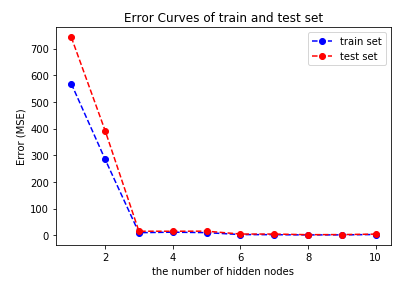 Error Curves of train and test set
train set
test set
700
600
500
400
300
200
100
0
Error (MSE)
2 4 6 8 10
the number of hidden nodes